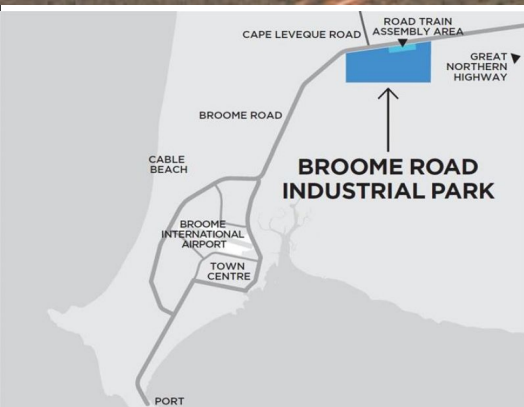 CAPE LEVEQUE ROAD
ROAD TRAIN
ASSEMBLY AREA
GREAT
NORTHERN
HIGHWAY
BROOME ROAD
CABLE
BEACH
BROOME ROAD
INDUSTRIAL PARK
BROOME
INTERNATIONAL
AIRPORT
TOWN
CENTRE
PORT